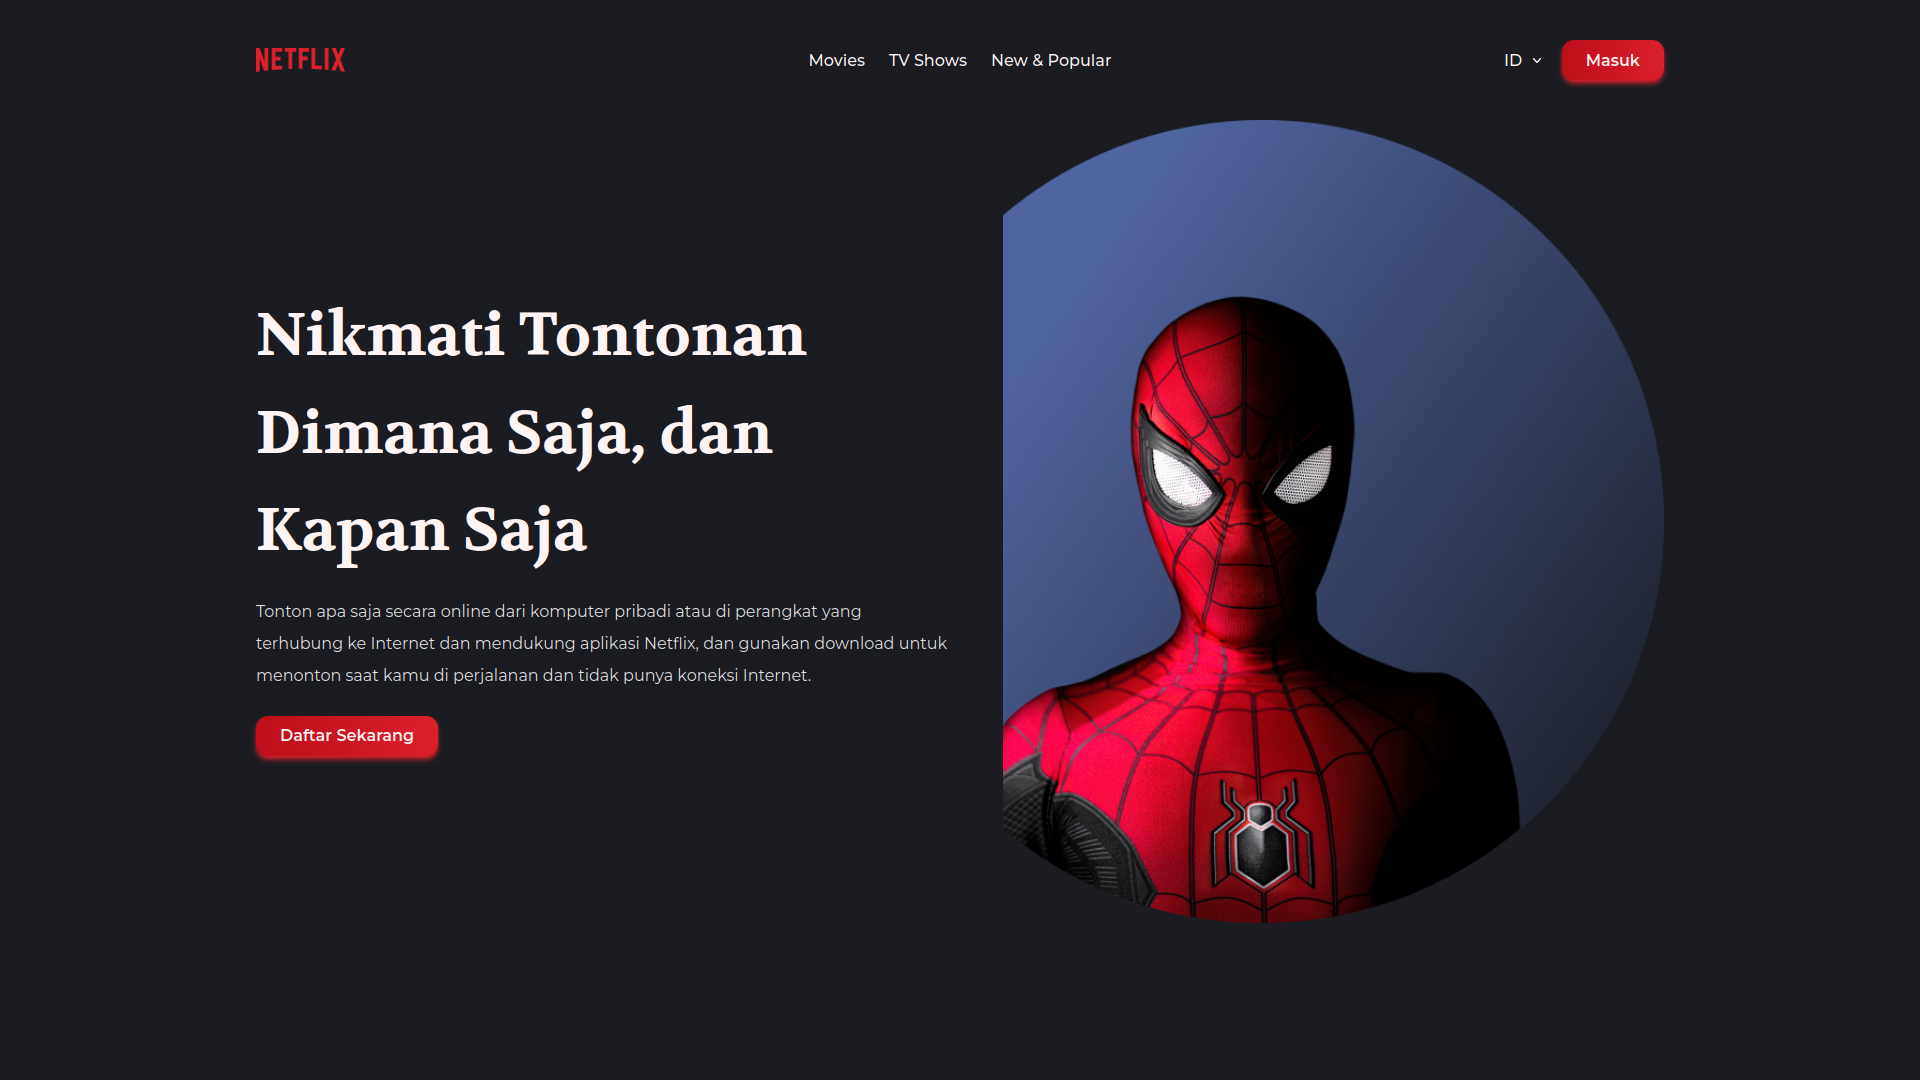 NETFLIX
Movies TV Shows New & Popular
ID
Masuk
Nikmati Tontonan
Dimana Saja, dan
Kapan Saja
Tonton apa saja secara online dari komputer pribadi atau di perangkat yang
terhubung ke Internet dan mendukung aplikasi Netflix, dan gunakan download untuk
menonton saat kamu di perjalanan dan tidak punya koneksi Internet.
Daftar Sekarang